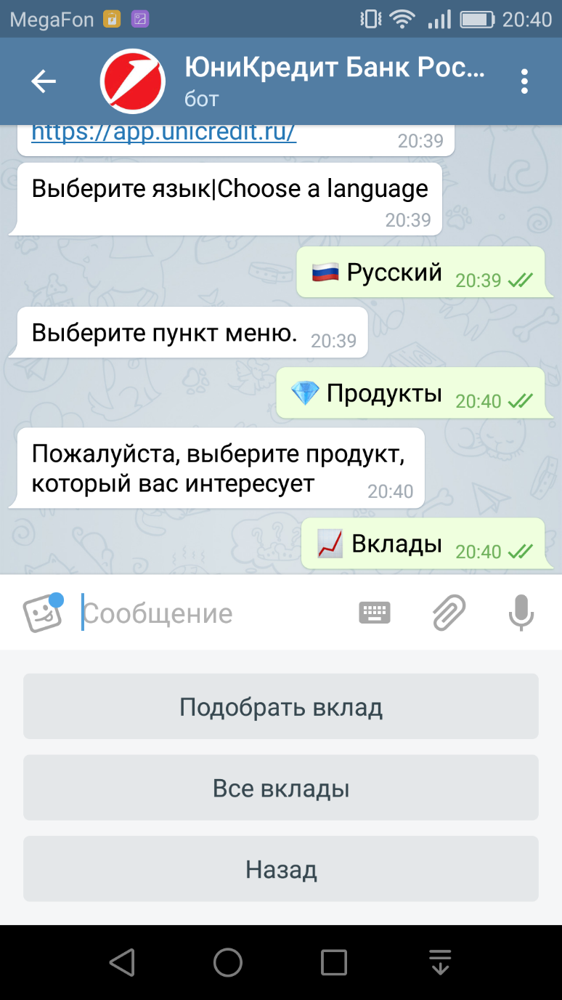 MegaFon 20:40
ЮниКредит Банк Рос...
бот
https://app.unicredit.ru/ 20:39
Выберите язык|Choose a language
20:39
Русский 20:39
Выберите пункт меню. 20:39
Продукты 20:40
Пожалуйста, выберите продукт,
который вас интересует 20:40
Вклады 20:40
Сообщение
Подобрать вклад
Все вклады
Назад